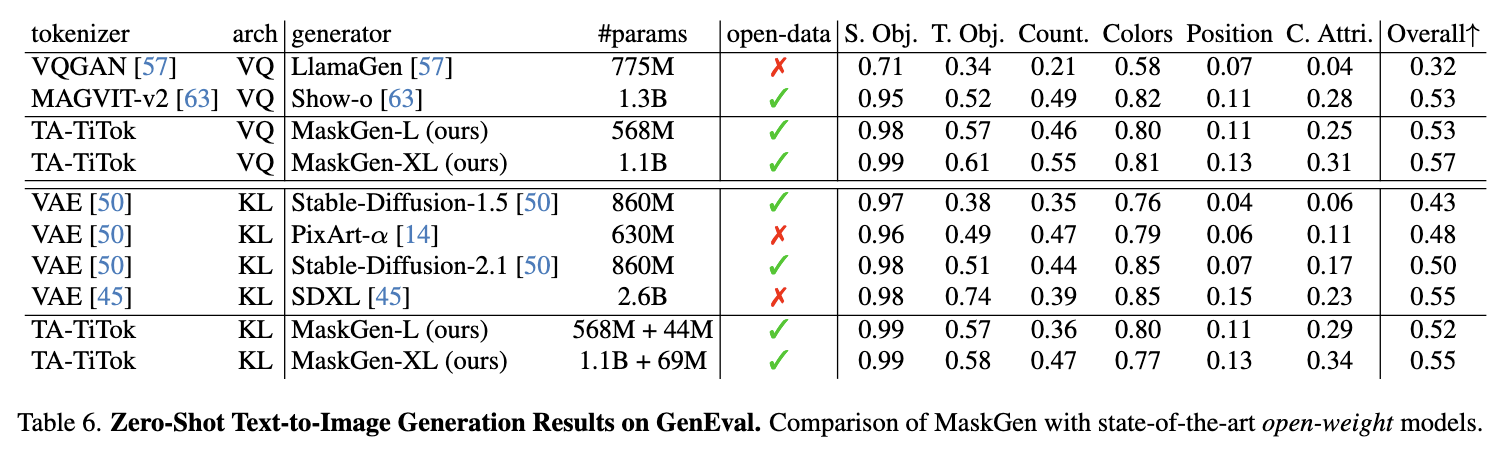 tokenizer arch generator #params open-data S. Obj. T. Obj. Count. Colors Position C. Attri. Overall↑
VQGAN [57] VQ LlamaGen [57] 775M ✗ 0.71 0.34 0.21 0.58 0.07 0.04 0.32
MAGVIT-v2 [63] VQ Show-o [63] 1.3B ✓ 0.95 0.52 0.49 0.82 0.11 0.28 0.53
TA-TiTok VQ MaskGen-L (ours) 568M ✓ 0.98 0.57 0.46 0.80 0.11 0.25 0.53
TA-TiTok VQ MaskGen-XL (ours) 1.1B ✓ 0.99 0.61 0.55 0.81 0.13 0.31 0.57
VAE [50] KL Stable-Diffusion-1.5 [50] 860M ✓ 0.97 0.38 0.35 0.76 0.04 0.06 0.43
VAE [50] KL PixArt-α [14] 630M ✗ 0.96 0.49 0.47 0.79 0.06 0.11 0.48
VAE [50] KL Stable-Diffusion-2.1 [50] 860M ✓ 0.98 0.51 0.44 0.85 0.07 0.17 0.50
VAE [45] KL SDXL [45] 2.6B ✗ 0.98 0.74 0.39 0.85 0.15 0.23 0.55
TA-TiTok KL MaskGen-L (ours) 568M + 44M ✓ 0.99 0.57 0.36 0.80 0.11 0.29 0.52
TA-TiTok KL MaskGen-XL (ours) 1.1B + 69M ✓ 0.99 0.58 0.47 0.77 0.13 0.34 0.55
Table 6. Zero-Shot Text-to-Image Generation Results on GenEval. Comparison of MaskGen with state-of-the-art open-weight models.